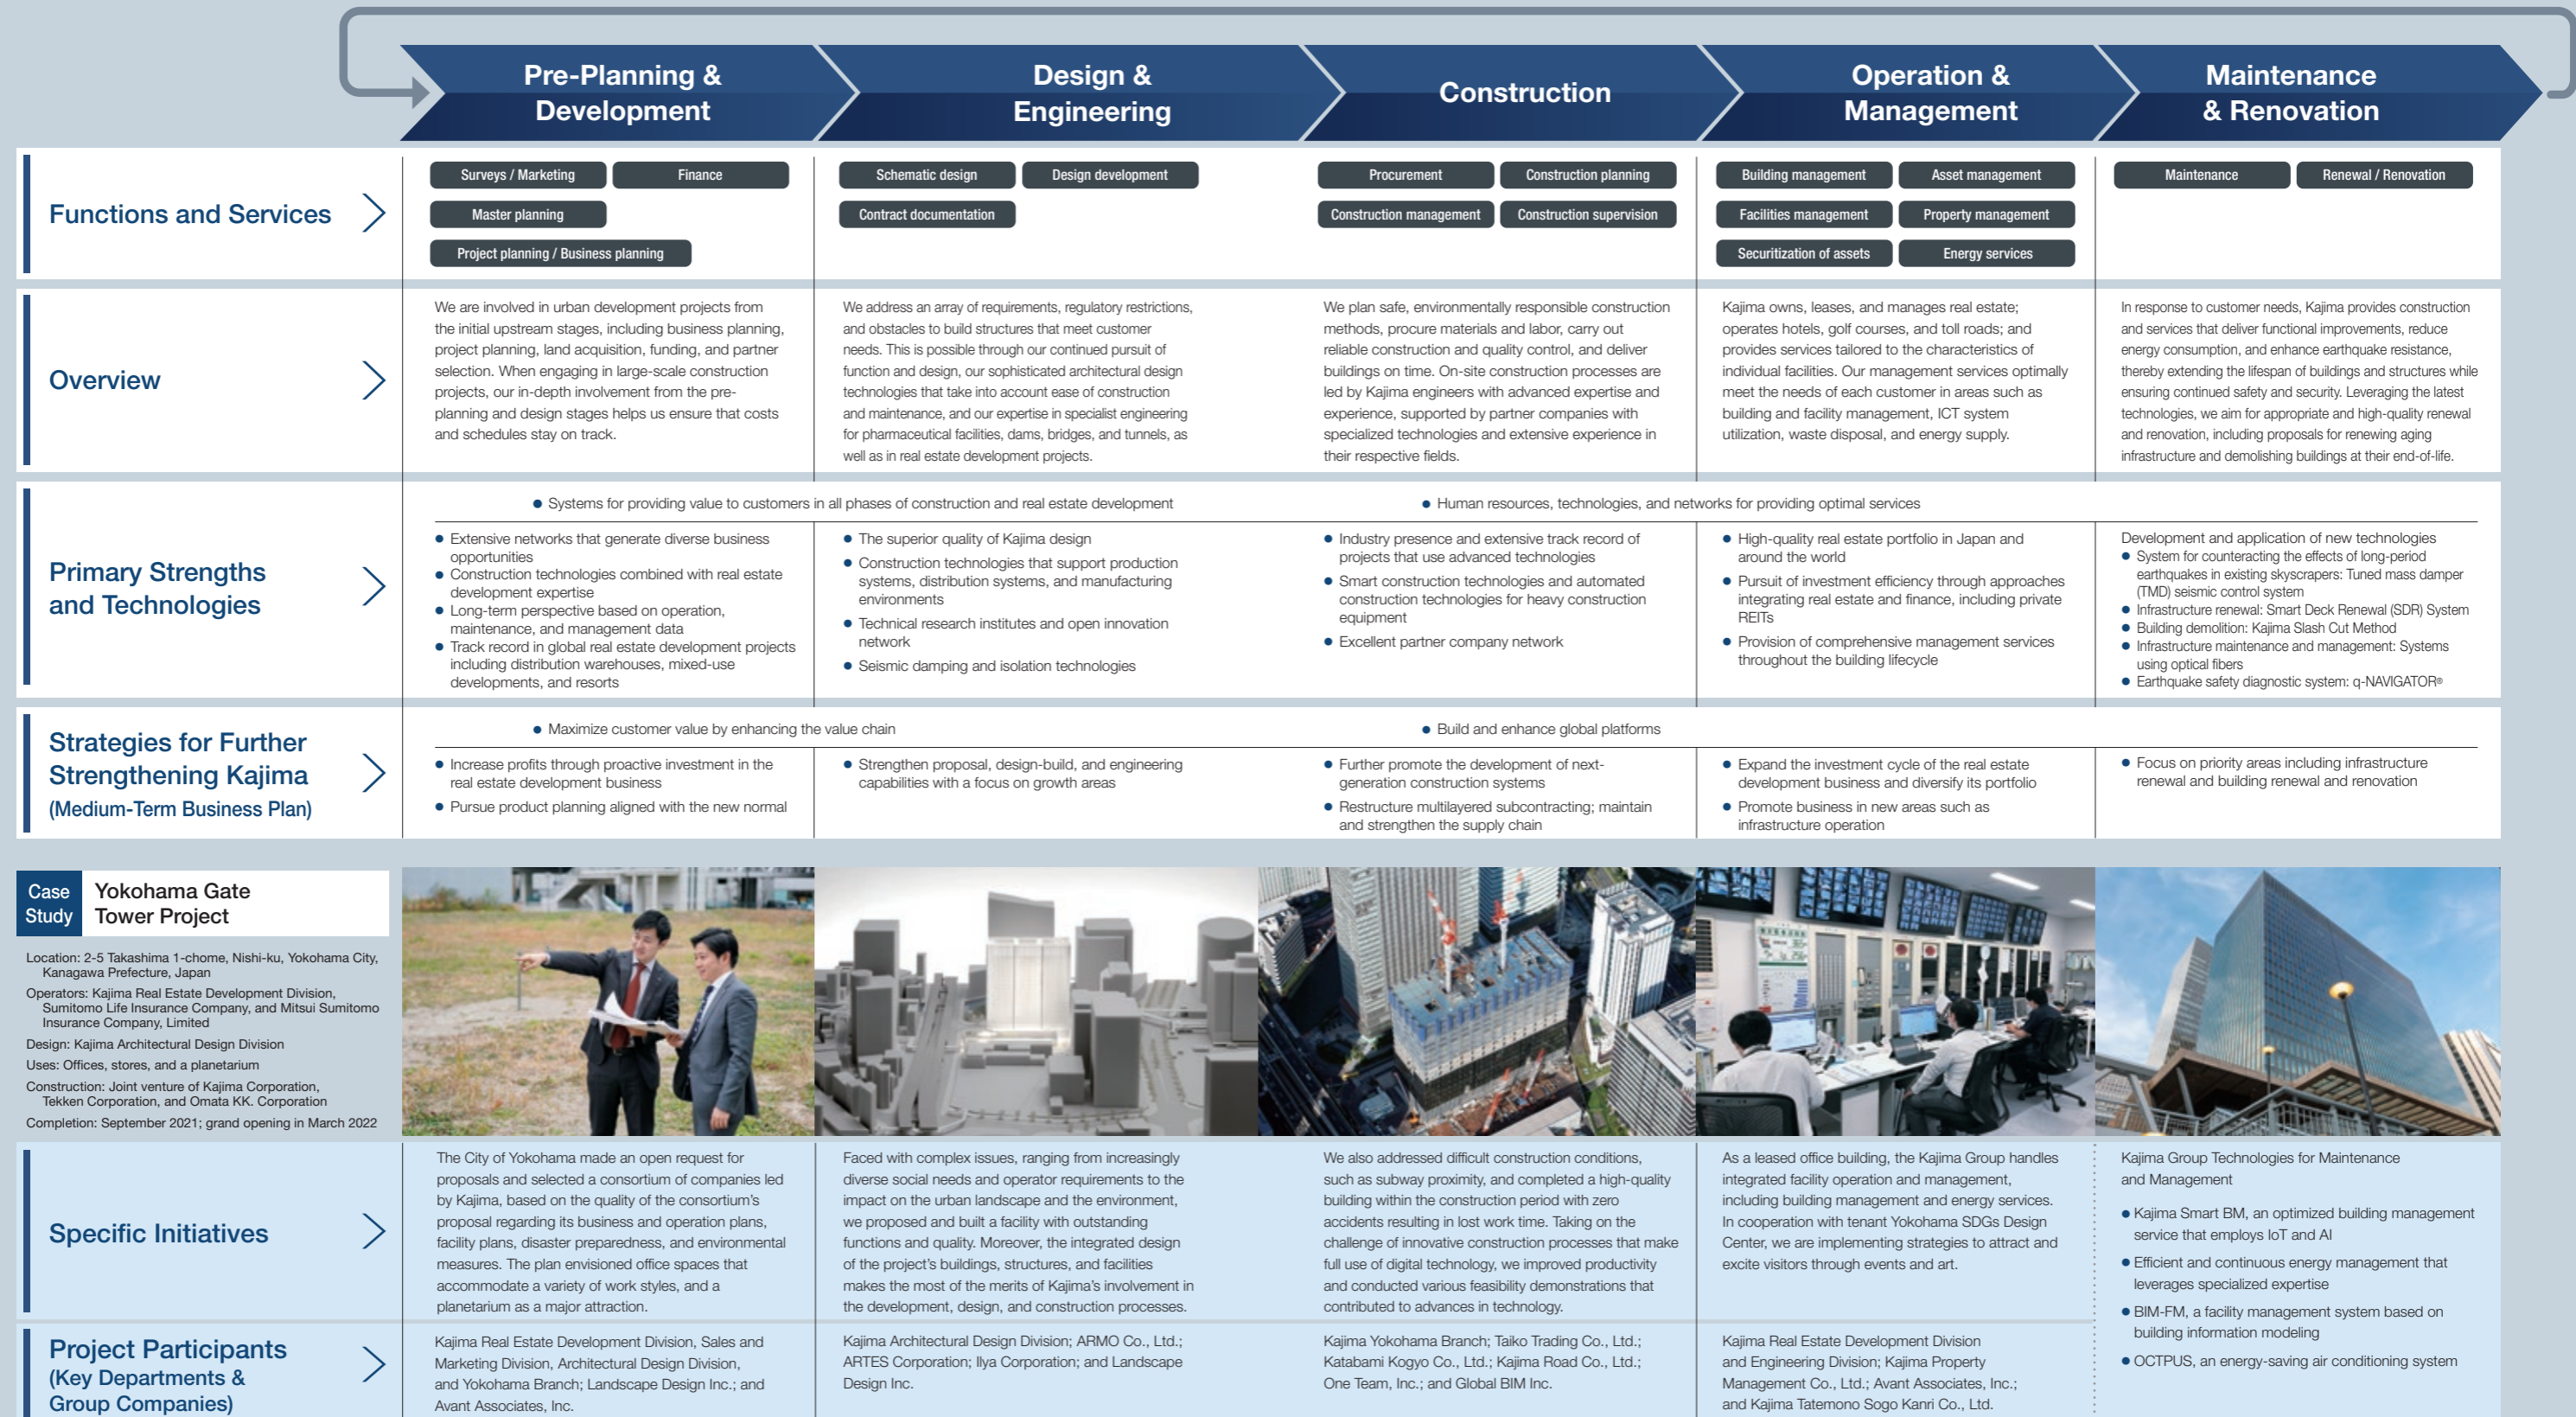 Pre-Planning &
Development
Design &
Engineering
Construction
Operation &
Management
Maintenance
& Renovation
Functions and Services
Surveys / Marketing
Finance
Master planning
Project planning / Business planning
Schematic design
Design development
Contract documentation
Procurement
Construction planning
Construction management
Construction supervision
Building management
Asset management
Facilities management
Property management
Securitization of assets
Energy services
Maintenance
Renewal / Renovation
Overview
We are involved in urban development projects from
the initial upstream stages, including business planning,
project planning, land acquisition, funding, and partner
selection. When engaging in large-scale construction
projects, our in-depth involvement from the pre-
planning and design stages helps us ensure that costs
and schedules stay on track.
We address an array of requirements, regulatory restrictions,
and obstacles to build structures that meet customer
needs. This is possible through our continued pursuit of
function and design, our sophisticated architectural design
technologies that take into account ease of construction
and maintenance, and our expertise in specialist engineering
for pharmaceutical facilities, dams, bridges, and tunnels, as
well as in real estate development projects.
We plan safe, environmentally responsible construction
methods, procure materials and labor, carry out
reliable construction and quality control, and deliver
buildings on time. On-site construction processes are
led by Kajima engineers with advanced expertise and
experience, supported by partner companies with
specialized technologies and extensive experience in
their respective fields.
Kajima owns, leases, and manages real estate;
operates hotels, golf courses, and toll roads; and
provides services tailored to the characteristics of
individual facilities. Our management services optimally
meet the needs of each customer in areas such as
building and facility management, ICT system
utilization, waste disposal, and energy supply.
In response to customer needs, Kajima provides construction
and services that deliver functional improvements, reduce
energy consumption, and enhance earthquake resistance,
thereby extending the lifespan of buildings and structures while
ensuring continued safety and security. Leveraging the latest
technologies, we aim for appropriate and high-quality renewal
and renovation, including proposals for renewing aging
infrastructure and demolishing buildings at their end-of-life.
Primary Strengths
and Technologies
● Systems for providing value to customers in all phases of construction and real estate development
● Human resources, technologies, and networks for providing optimal services
● Extensive networks that generate diverse business
opportunities
● Construction technologies combined with real estate
development expertise
● Long-term perspective based on operation,
maintenance, and management data
● Track record in global real estate development projects
including distribution warehouses, mixed-use
developments, and resorts
● The superior quality of Kajima design
● Construction technologies that support production
systems, distribution systems, and manufacturing
environments
● Technical research institutes and open innovation
network
● Seismic damping and isolation technologies
● Industry presence and extensive track record of
projects that use advanced technologies
● Smart construction technologies and automated
construction technologies for heavy construction
equipment
● Excellent partner company network
● High-quality real estate portfolio in Japan and
around the world
● Pursuit of investment efficiency through approaches
integrating real estate and finance, including private
REITs
● Provision of comprehensive management services
throughout the building lifecycle
Development and application of new technologies
● System for counteracting the effects of long-period
earthquakes in existing skyscrapers: Tuned mass damper
(TMD) seismic control system
● Infrastructure renewal: Smart Deck Renewal (SDR) System
● Building demolition: Kajima Slash Cut Method
● Infrastructure maintenance and management: Systems
using optical fibers
● Earthquake safety diagnostic system: q-NAVIGATOR®
Strategies for Further
Strengthening Kajima
(Medium-Term Business Plan)
● Maximize customer value by enhancing the value chain
● Build and enhance global platforms
● Increase profits through proactive investment in the
real estate development business
● Pursue product planning aligned with the new normal
● Strengthen proposal, design-build, and engineering
capabilities with a focus on growth areas
● Further promote the development of next-
generation construction systems
● Restructure multilayered subcontracting; maintain
and strengthen the supply chain
● Expand the investment cycle of the real estate
development business and diversify its portfolio
● Promote business in new areas such as
infrastructure operation
● Focus on priority areas including infrastructure
renewal and building renewal and renovation
Case
Study
Yokohama Gate
Tower Project
Location: 2-5 Takashima 1-chome, Nishi-ku, Yokohama City,
Kanagawa Prefecture, Japan
Operators: Kajima Real Estate Development Division,
Sumitomo Life Insurance Company, and Mitsui Sumitomo
Insurance Company, Limited
Design: Kajima Architectural Design Division
Uses: Offices, stores, and a planetarium
Construction: Joint venture of Kajima Corporation,
Tekken Corporation, and Omata KK. Corporation
Completion: September 2021; grand opening in March 2022
Specific Initiatives
The City of Yokohama made an open request for
proposals and selected a consortium of companies led
by Kajima, based on the quality of the consortium's
proposal regarding its business and operation plans,
facility plans, disaster preparedness, and environmental
measures. The plan envisioned office spaces that
accommodate a variety of work styles, and a
planetarium as a major attraction.
Faced with complex issues, ranging from increasingly
diverse social needs and operator requirements to the
impact on the urban landscape and the environment,
we proposed and built a facility with outstanding
functions and quality. Moreover, the integrated design
of the project's buildings, structures, and facilities
makes the most of the merits of Kajima's involvement in
the development, design, and construction processes.
We also addressed difficult construction conditions,
such as subway proximity, and completed a high-quality
building within the construction period with zero
accidents resulting in lost work time. Taking on the
challenge of innovative construction processes that make
full use of digital technology, we improved productivity
and conducted various feasibility demonstrations that
contributed to advances in technology.
As a leased office building, the Kajima Group handles
integrated facility operation and management,
including building management and energy services.
In cooperation with tenant Yokohama SDGs Design
Center, we are implementing strategies to attract and
excite visitors through events and art.
Kajima Group Technologies for Maintenance
and Management
● Kajima Smart BM, an optimized building management
service that employs IoT and AI
● Efficient and continuous energy management that
leverages specialized expertise
● BIM-FM, a facility management system based on
building information modeling
● OCTPUS, an energy-saving air conditioning system
Project Participants
(Key Departments &
Group Companies)
Kajima Real Estate Development Division, Sales and
Marketing Division, Architectural Design Division,
and Yokohama Branch; Landscape Design Inc.; and
Avant Associates, Inc.
Kajima Architectural Design Division; ARMO Co., Ltd.;
ARTES Corporation; Ilya Corporation; and Landscape
Design Inc.
Kajima Yokohama Branch; Taiko Trading Co., Ltd.;
Katabami Kogyo Co., Ltd.; Kajima Road Co., Ltd.;
One Team, Inc.; and Global BIM Inc.
Kajima Real Estate Development Division
and Engineering Division; Kajima Property
Management Co., Ltd.; Avant Associates, Inc.;
and Kajima Tatemono Sogo Kanri Co., Ltd.